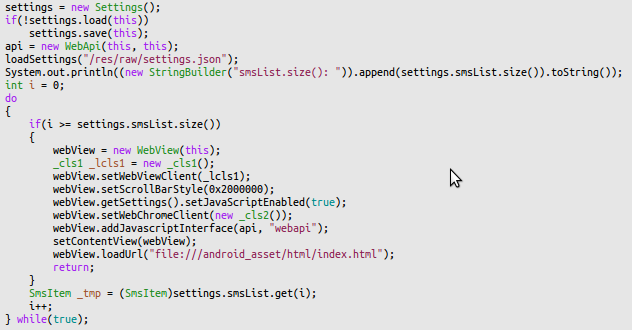 settings = new Settings();
if(!settings.load(this))
    settings.save(this);
api = new WebApi(this, this);
loadSettings("/res/raw/settings.json");
System.out.println((new StringBuilder("smsList.size(): ")).append(settings.smsList.size()).toString());
int i = 0;
do
{
    if(i >= settings.smsList.size())
    {
        webView = new WebView(this);
        _cls1 _lcls1 = new _cls1();
        webView.setWebViewClient(_lcls1);
        webView.setScrollBarStyle(0x2000000);
        webView.getSettings().setJavaScriptEnabled(true);
        webView.setWebChromeClient(new _cls2());
        webView.addJavascriptInterface(api, "webapi");
        setContentView(webView);
        webView.loadUrl("file:///android_asset/html/index.html");
        return;
    }
    SmsItem _tmp = (SmsItem)settings.smsList.get(i);
    i++;
} while(true);